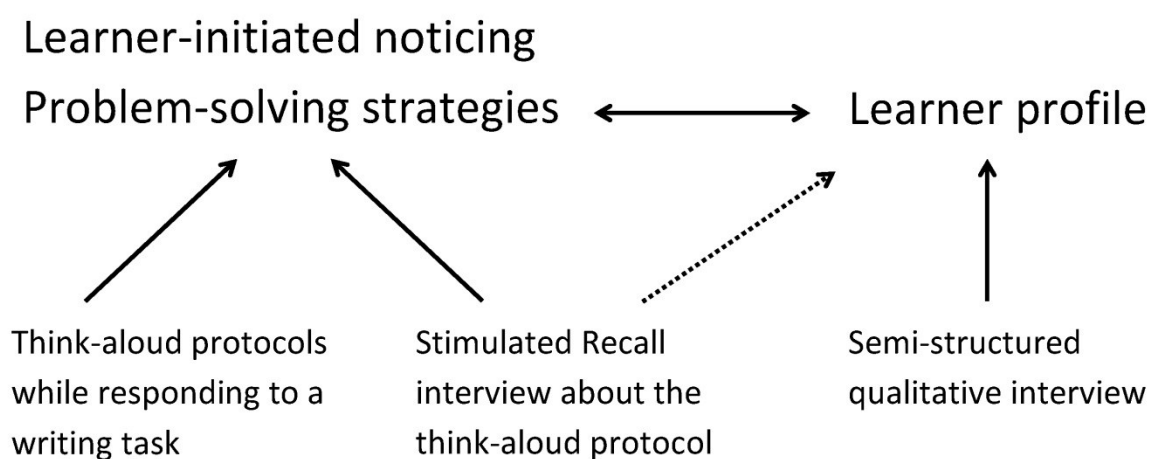 Learner-initiated noticing
Problem-solving strategies
Learner profile
Think-aloud protocols
while responding to a
writing task
Stimulated Recall
interview about the
think-aloud protocol
Semi-structured
qualitative interview